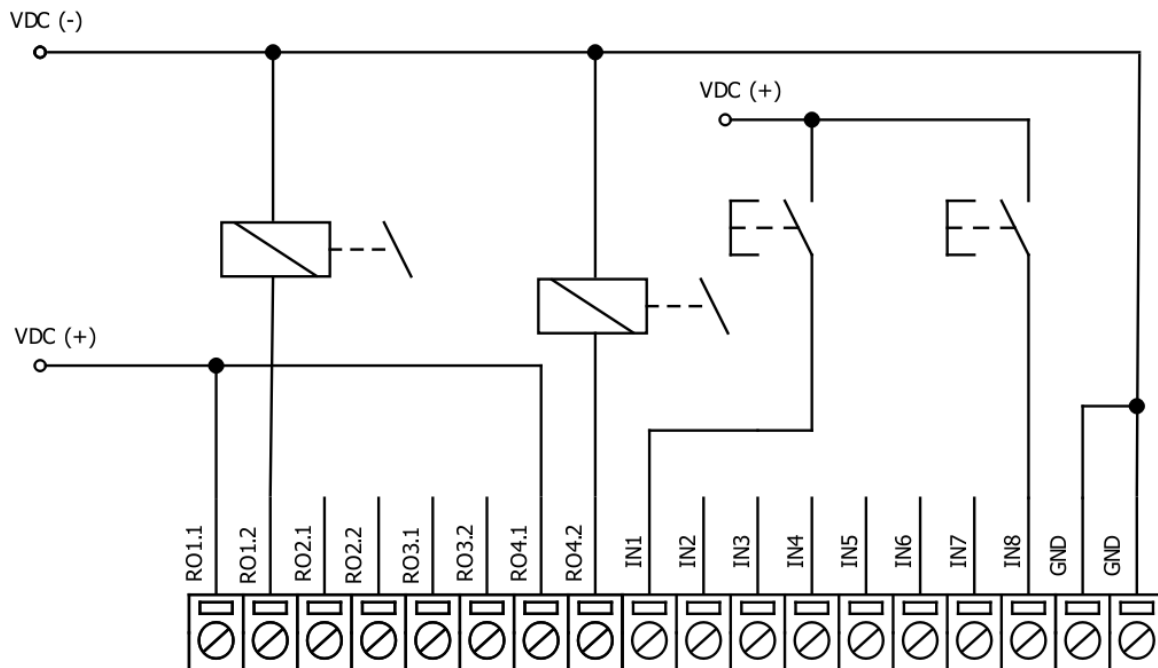 VDC (-)
VDC (+)
VDC (+)
RO1.1
RO1.2
RO2.1
RO2.2
RO3.1
RO3.2
RO4.1
RO4.2
IN1
IN2
IN3
IN4
IN5
IN6
IN7
IN8
GND
GND